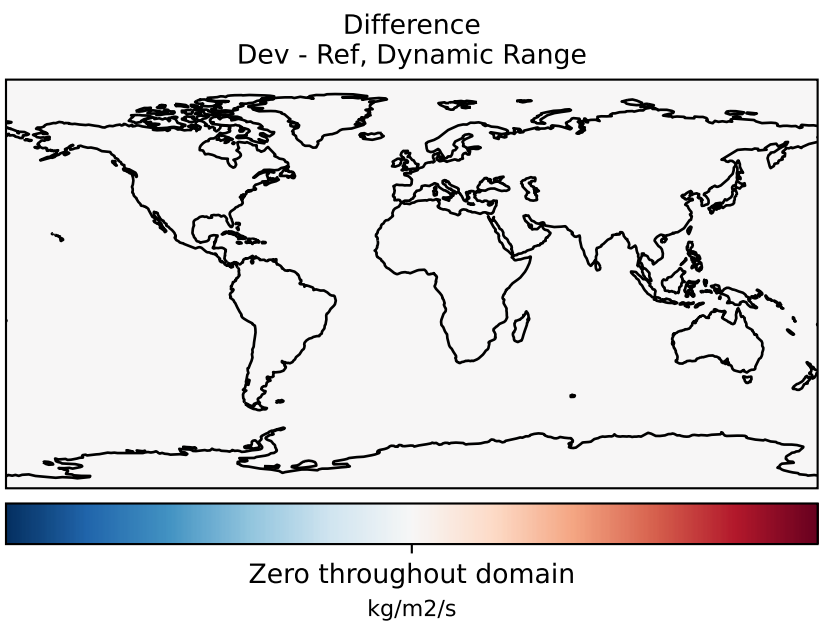 Difference
Dev - Ref, Dynamic Range
Zero throughout domain
kg/m2/s